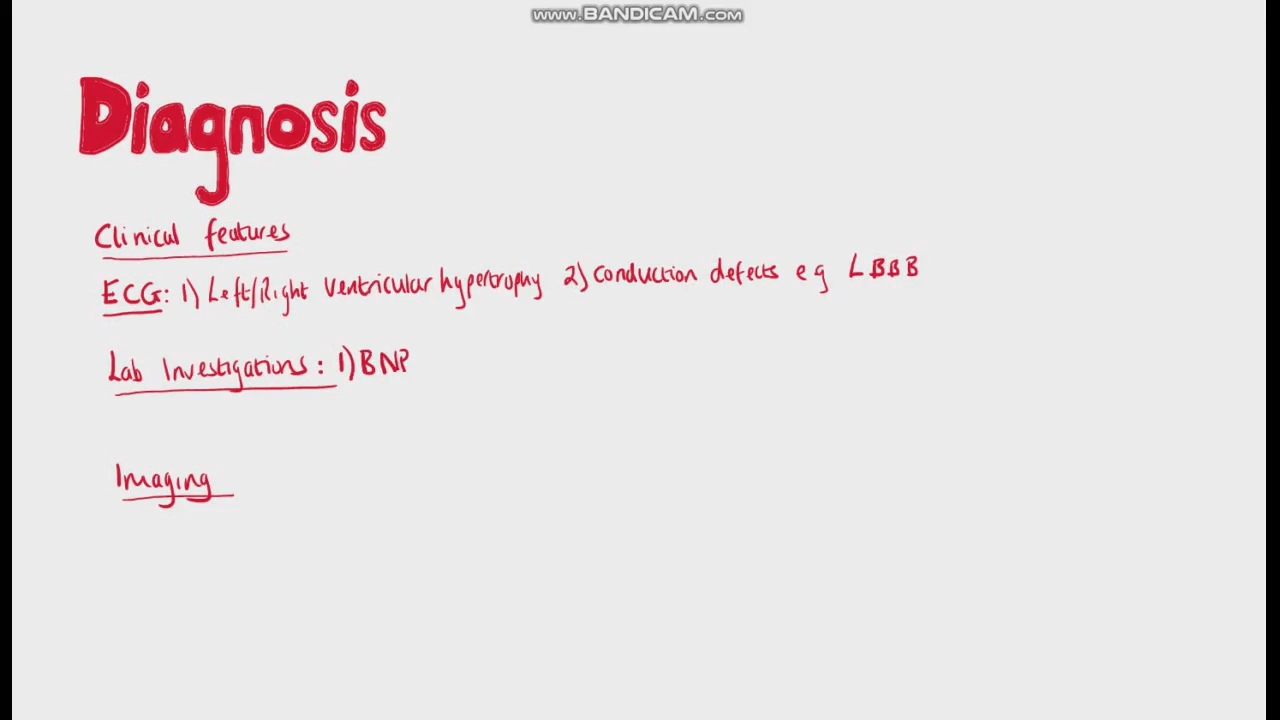 www.BANDICAM.com
Diagnosis
Clinical features
ECG: 1) Left/Right ventricular hypertrophy 2) conduction defects eg LBBB
Lab Investigations: 1) BNP
Imaging